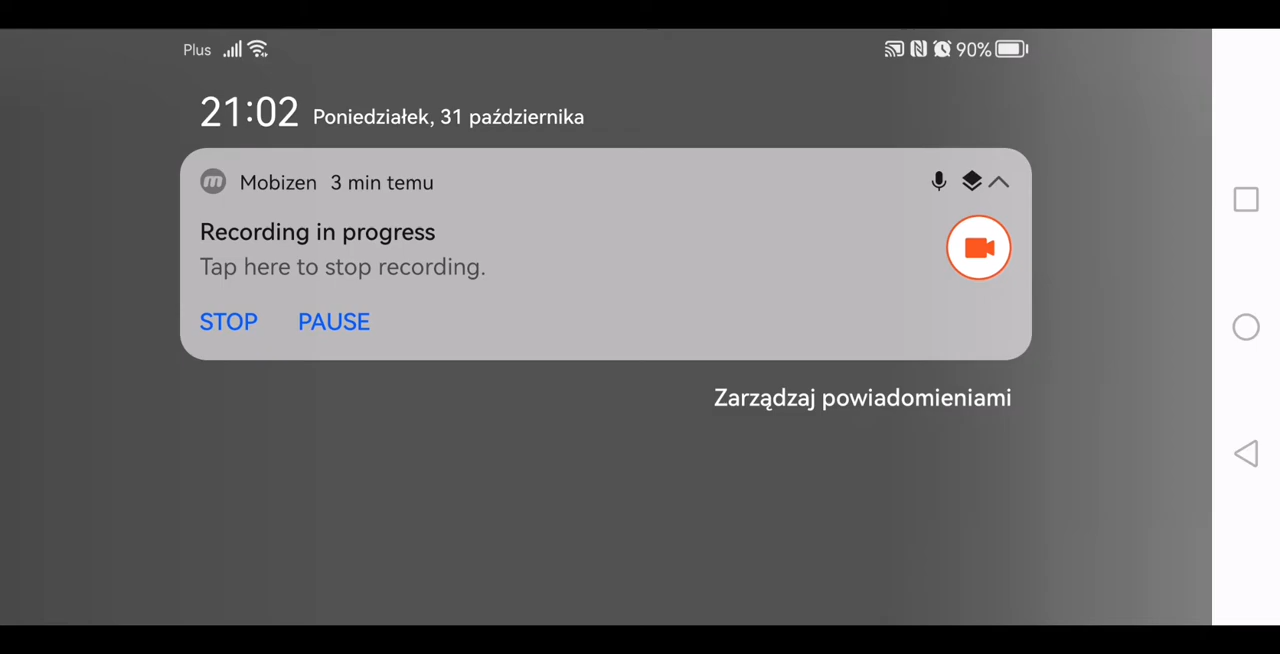 Plus 90%
21:02 Poniedziałek, 31 października
m Mobizen 3 min temu
Recording in progress
Tap here to stop recording.
STOP PAUSE
Zarządzaj powiadomieniami